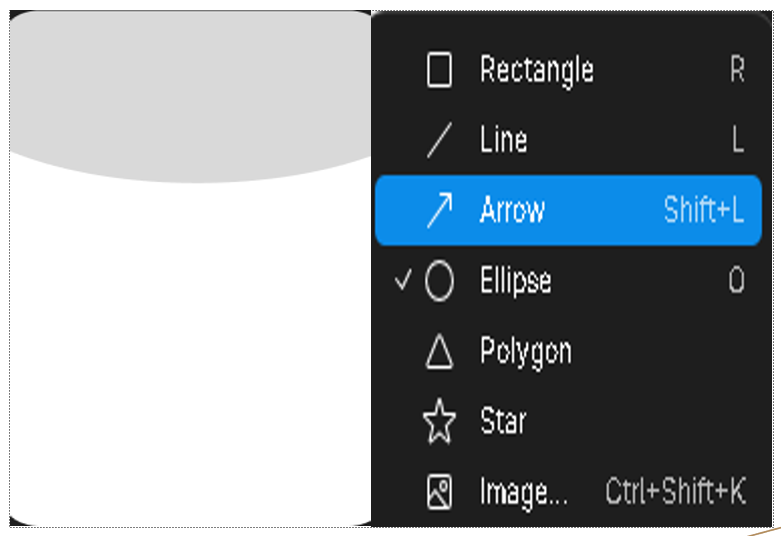 Rectangle R
Line L
Arrow Shift+L
Ellipse O
Polygon
Star
Image... Ctrl+Shift+K